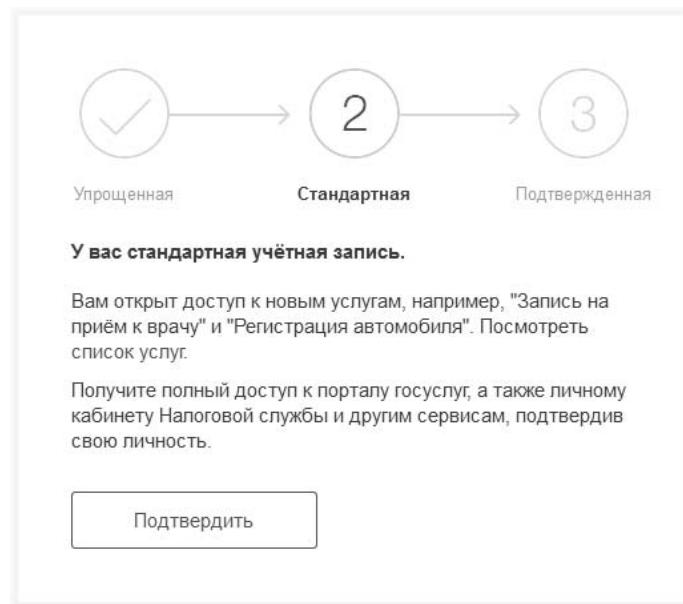 2
3
Упрощенная
Стандартная
Подтвержденная
У вас стандартная учётная запись.
Вам открыт доступ к новым услугам, например, "Запись на
приём к врачу" и "Регистрация автомобиля". Посмотреть
список услуг.
Получите полный доступ к порталу госуслуг, а также личному
кабинету Налоговой службы и другим сервисам, подтвердив
свою личность.
Подтвердить